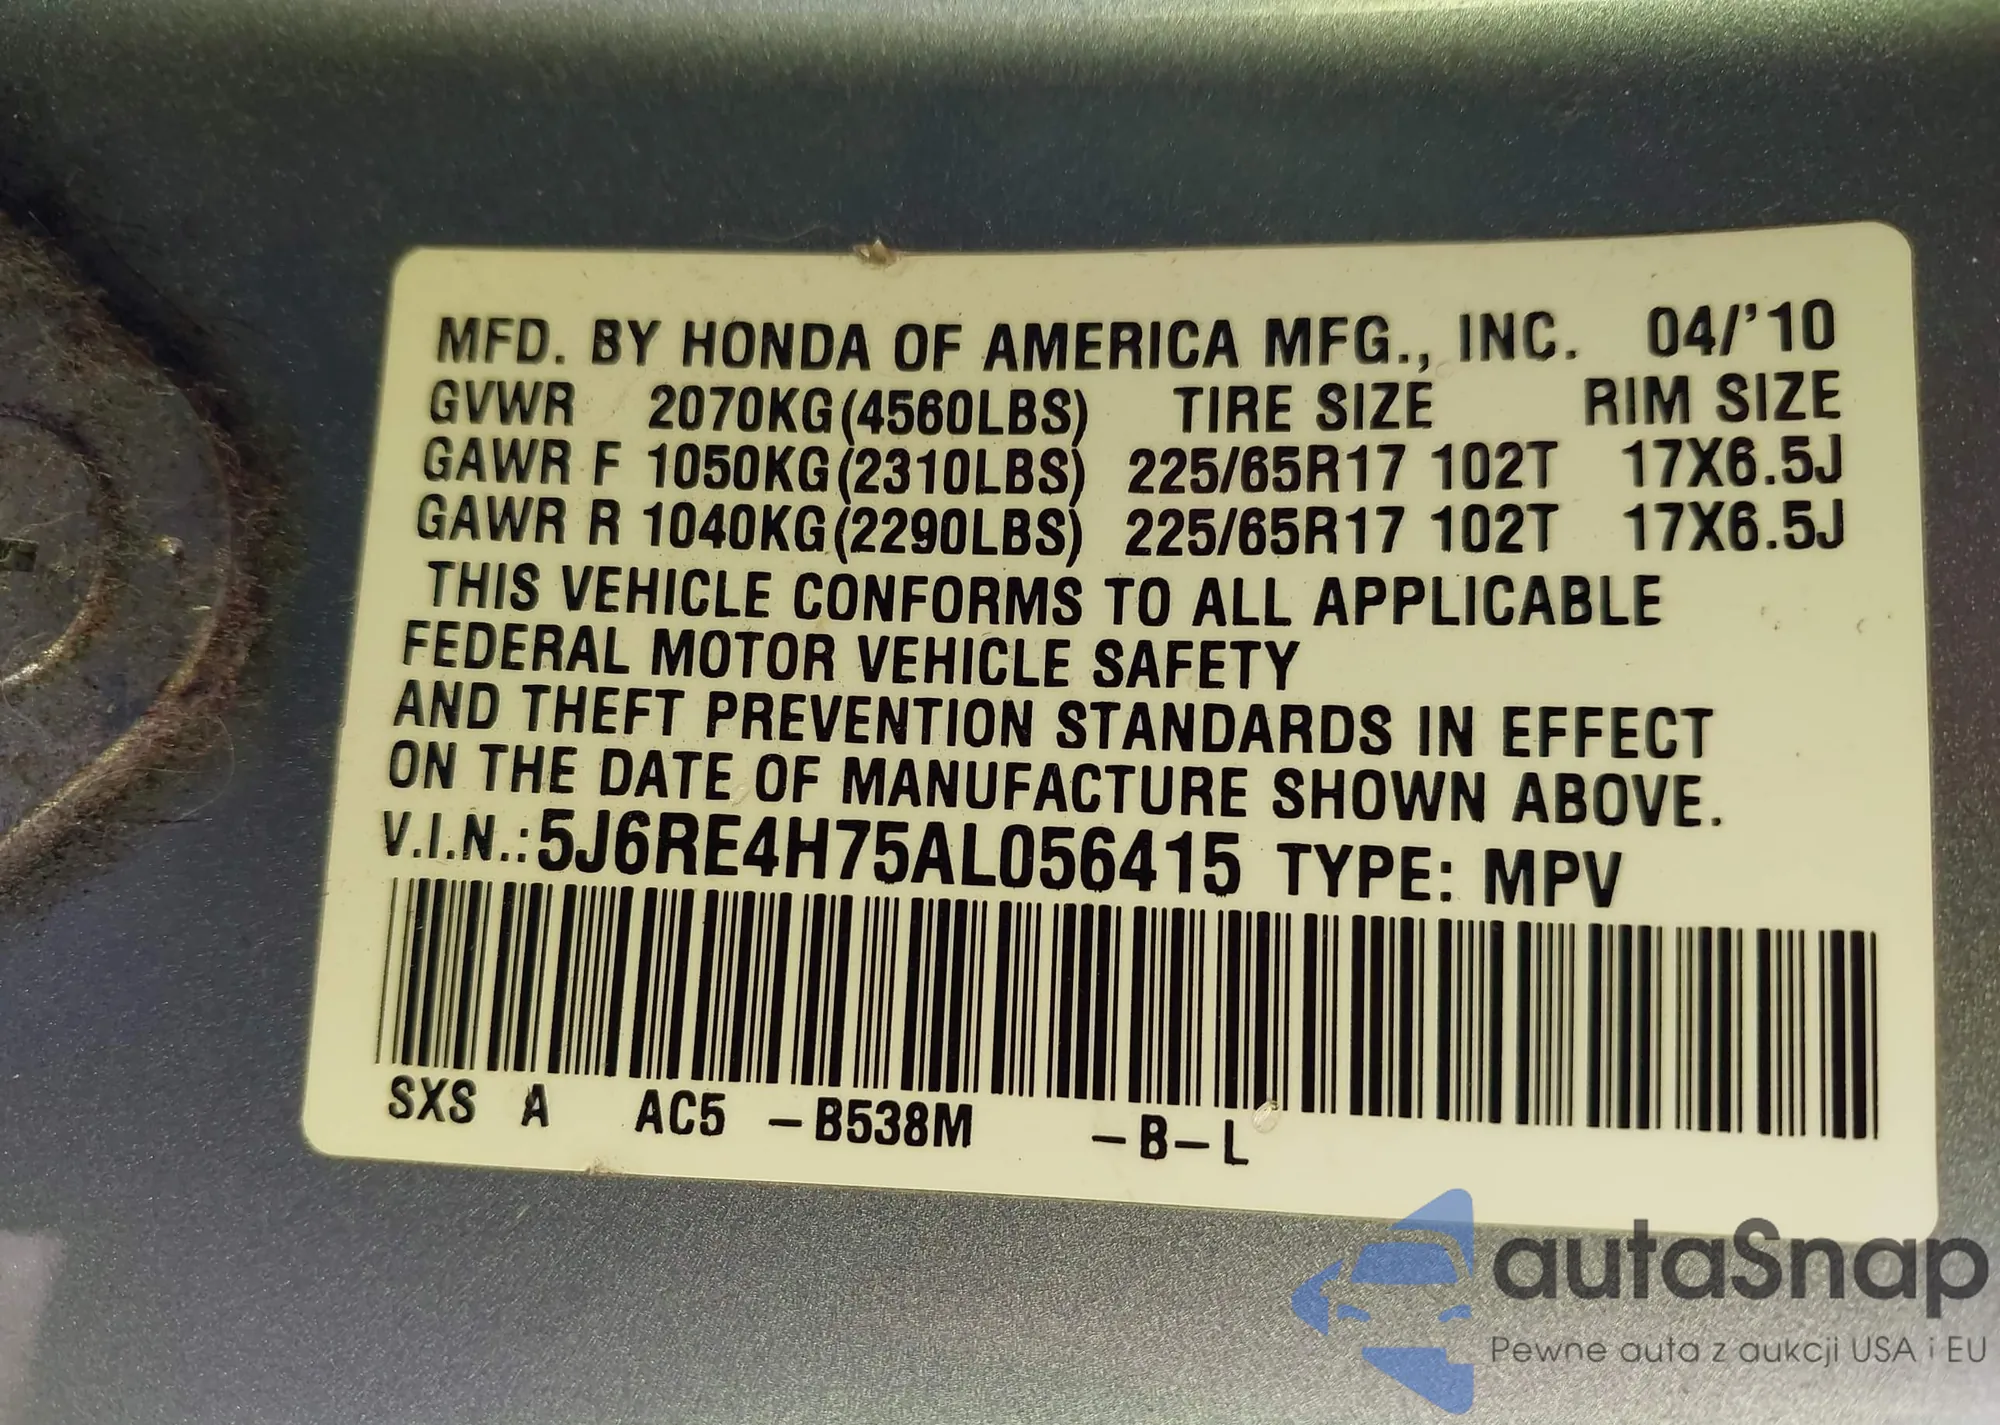 MFD. BY HONDA OF AMERICA MFG., INC. 04/'10
GVWR 2070KG(4560LBS) TIRE SIZE RIM SIZE
GAWR F 1050KG(2310LBS) 225/65R17 102T 17X6.5J
GAWR R 1040KG(2290LBS) 225/65R17 102T 17X6.5J
THIS VEHICLE CONFORMS TO ALL APPLICABLE
FEDERAL MOTOR VEHICLE SAFETY
AND THEFT PREVENTION STANDARDS IN EFFECT
ON THE DATE OF MANUFACTURE SHOWN ABOVE.
V.I.N.:5J6RE4H75AL056415 TYPE: MPV
SXS A AC5 -B538M -B-L
autaSnap
Pewne auta z aukcji USA i EU